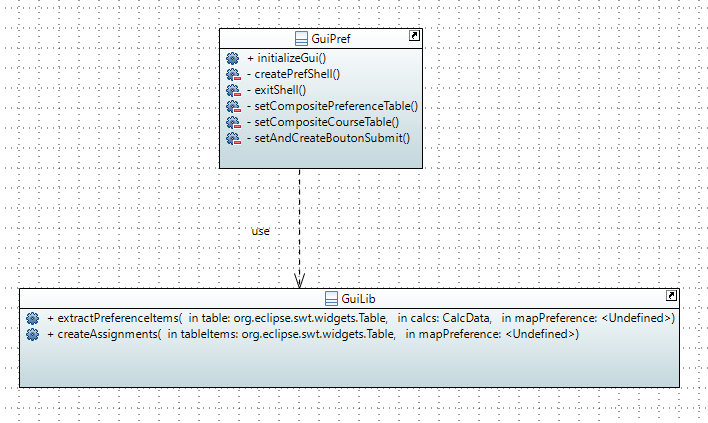 GuiPref
+ initializeGui()
- createPrefShell()
- exitShell()
- setCompositePreferenceTable()
- setCompositeCourseTable()
- setAndCreateBoutonSubmit()
use
GuiLib
+ extractPreferenceItems( in table: org.eclipse.swt.widgets.Table, in calcs: CalcData, in mapPreference: <Undefined>)
+ createAssignments( in tableItems: org.eclipse.swt.widgets.Table, in mapPreference: <Undefined>)